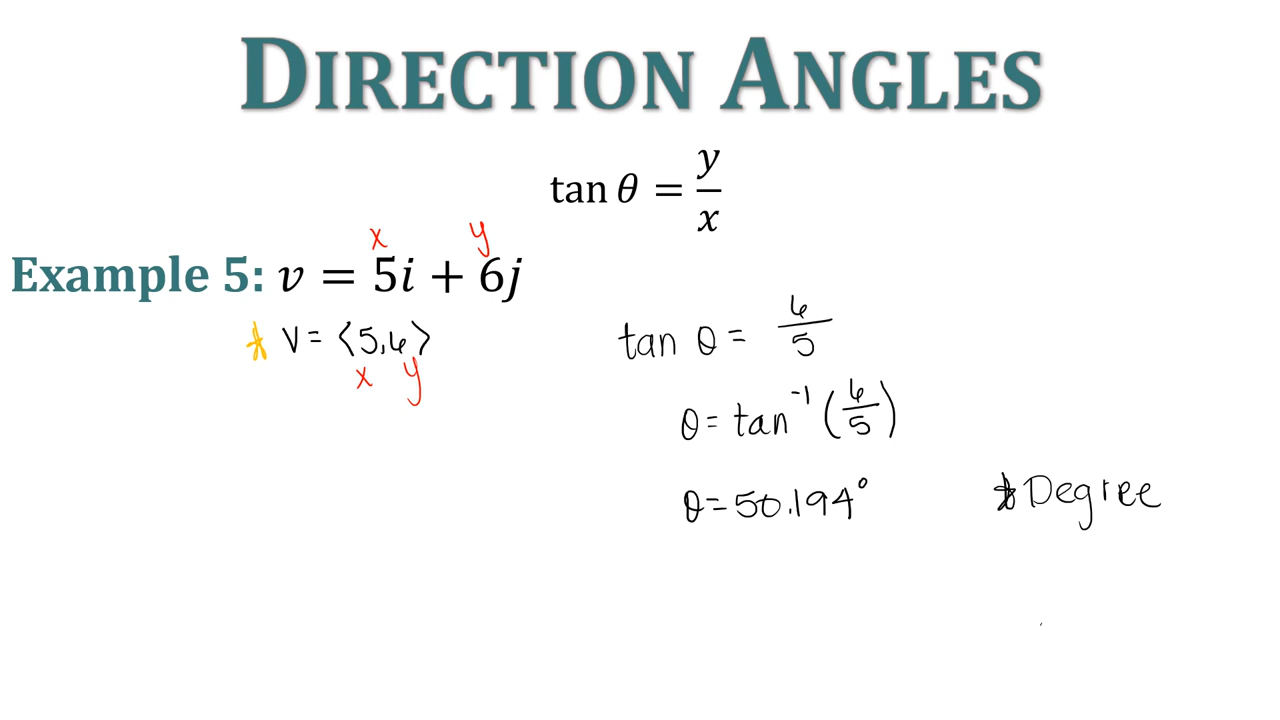 DIRECTION ANGLES
tan θ = y/x
x y
Example 5: v = 5i + 6j
* V = ⟨5,6⟩
x y
tan θ = 6/5
θ = tan⁻¹(6/5)
θ = 50.194°
* Degree